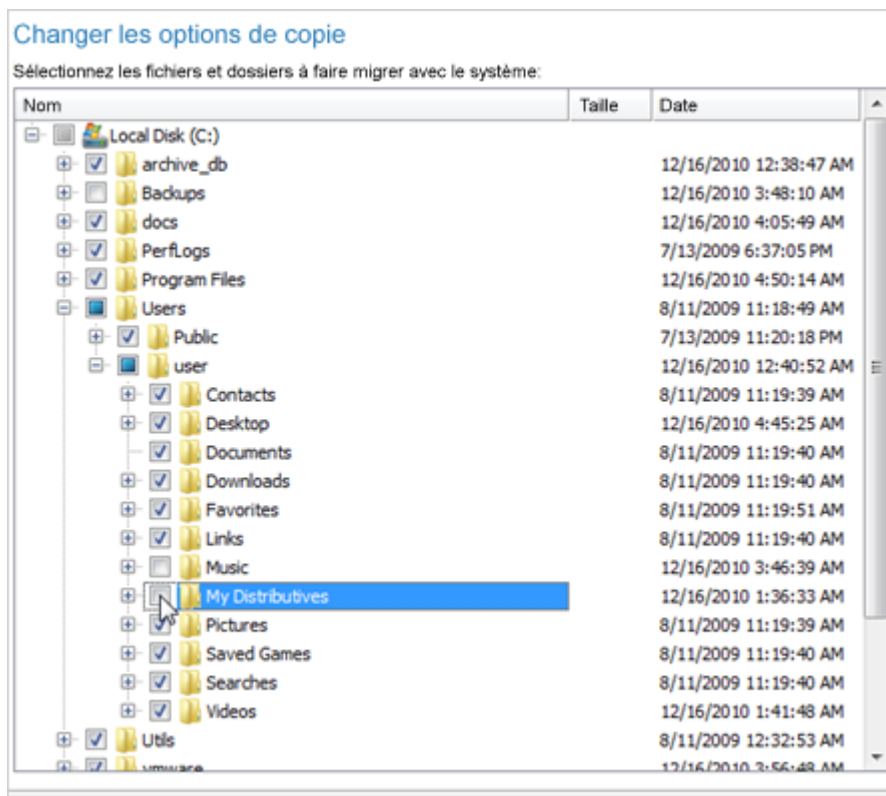 Changer les options de copie
Sélectionnez les fichiers et dossiers à faire migrer avec le système:
Nom Taille Date
Local Disk (C:)
archive_db 12/16/2010 12:38:47 AM
Backups 12/16/2010 3:48:10 AM
docs 12/16/2010 4:05:49 AM
PerfLogs 7/13/2009 6:37:05 PM
Program Files 12/16/2010 4:50:14 AM
Users 8/11/2009 11:18:49 AM
Public 7/13/2009 11:20:18 PM
user 12/16/2010 12:40:52 AM
Contacts 8/11/2009 11:19:39 AM
Desktop 12/16/2010 4:45:25 AM
Documents 8/11/2009 11:19:40 AM
Downloads 8/11/2009 11:19:40 AM
Favorites 8/11/2009 11:19:51 AM
Links 8/11/2009 11:19:40 AM
Music 12/16/2010 3:46:39 AM
My Distributives 12/16/2010 1:36:33 AM
Pictures 8/11/2009 11:19:39 AM
Saved Games 8/11/2009 11:19:40 AM
Searches 8/11/2009 11:19:40 AM
Videos 12/16/2010 1:41:48 AM
Utils 8/11/2009 12:32:53 AM
vmware 12/16/2010 3:56:48 AM